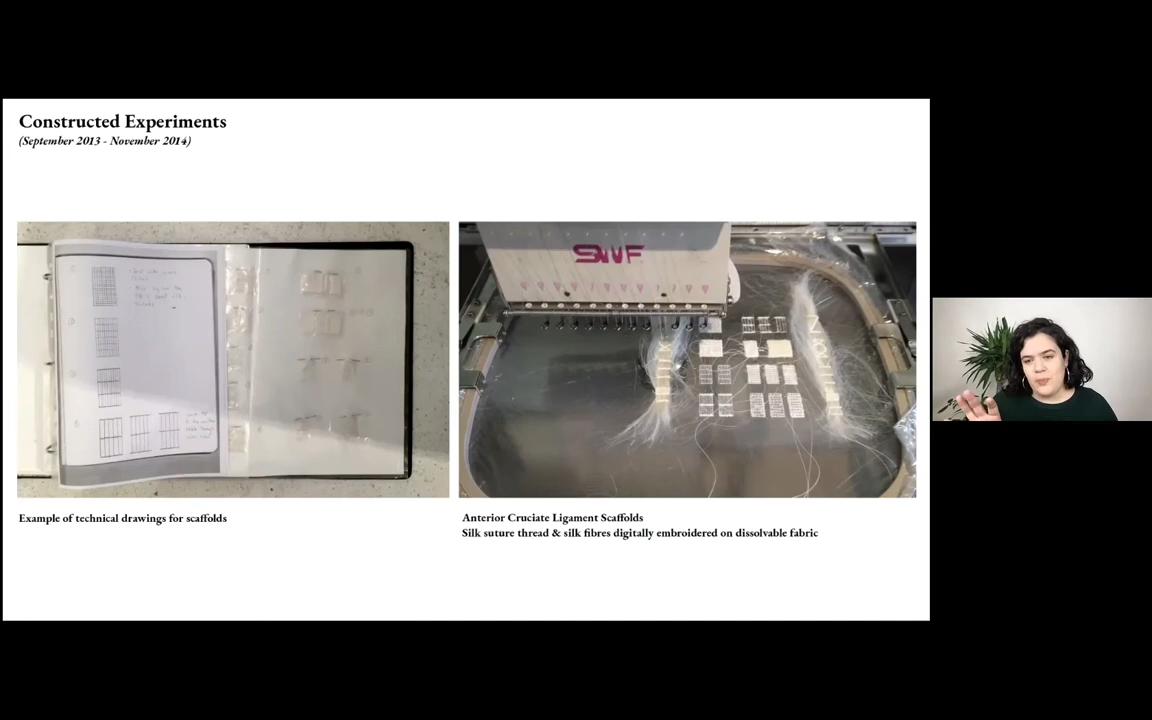 Constructed Experiments
(September 2013 - November 2014)
SWF
Example of technical drawings for scaffolds
Anterior Cruciate Ligament Scaffolds
Silk suture thread & silk fibres digitally embroidered on dissolvable fabric